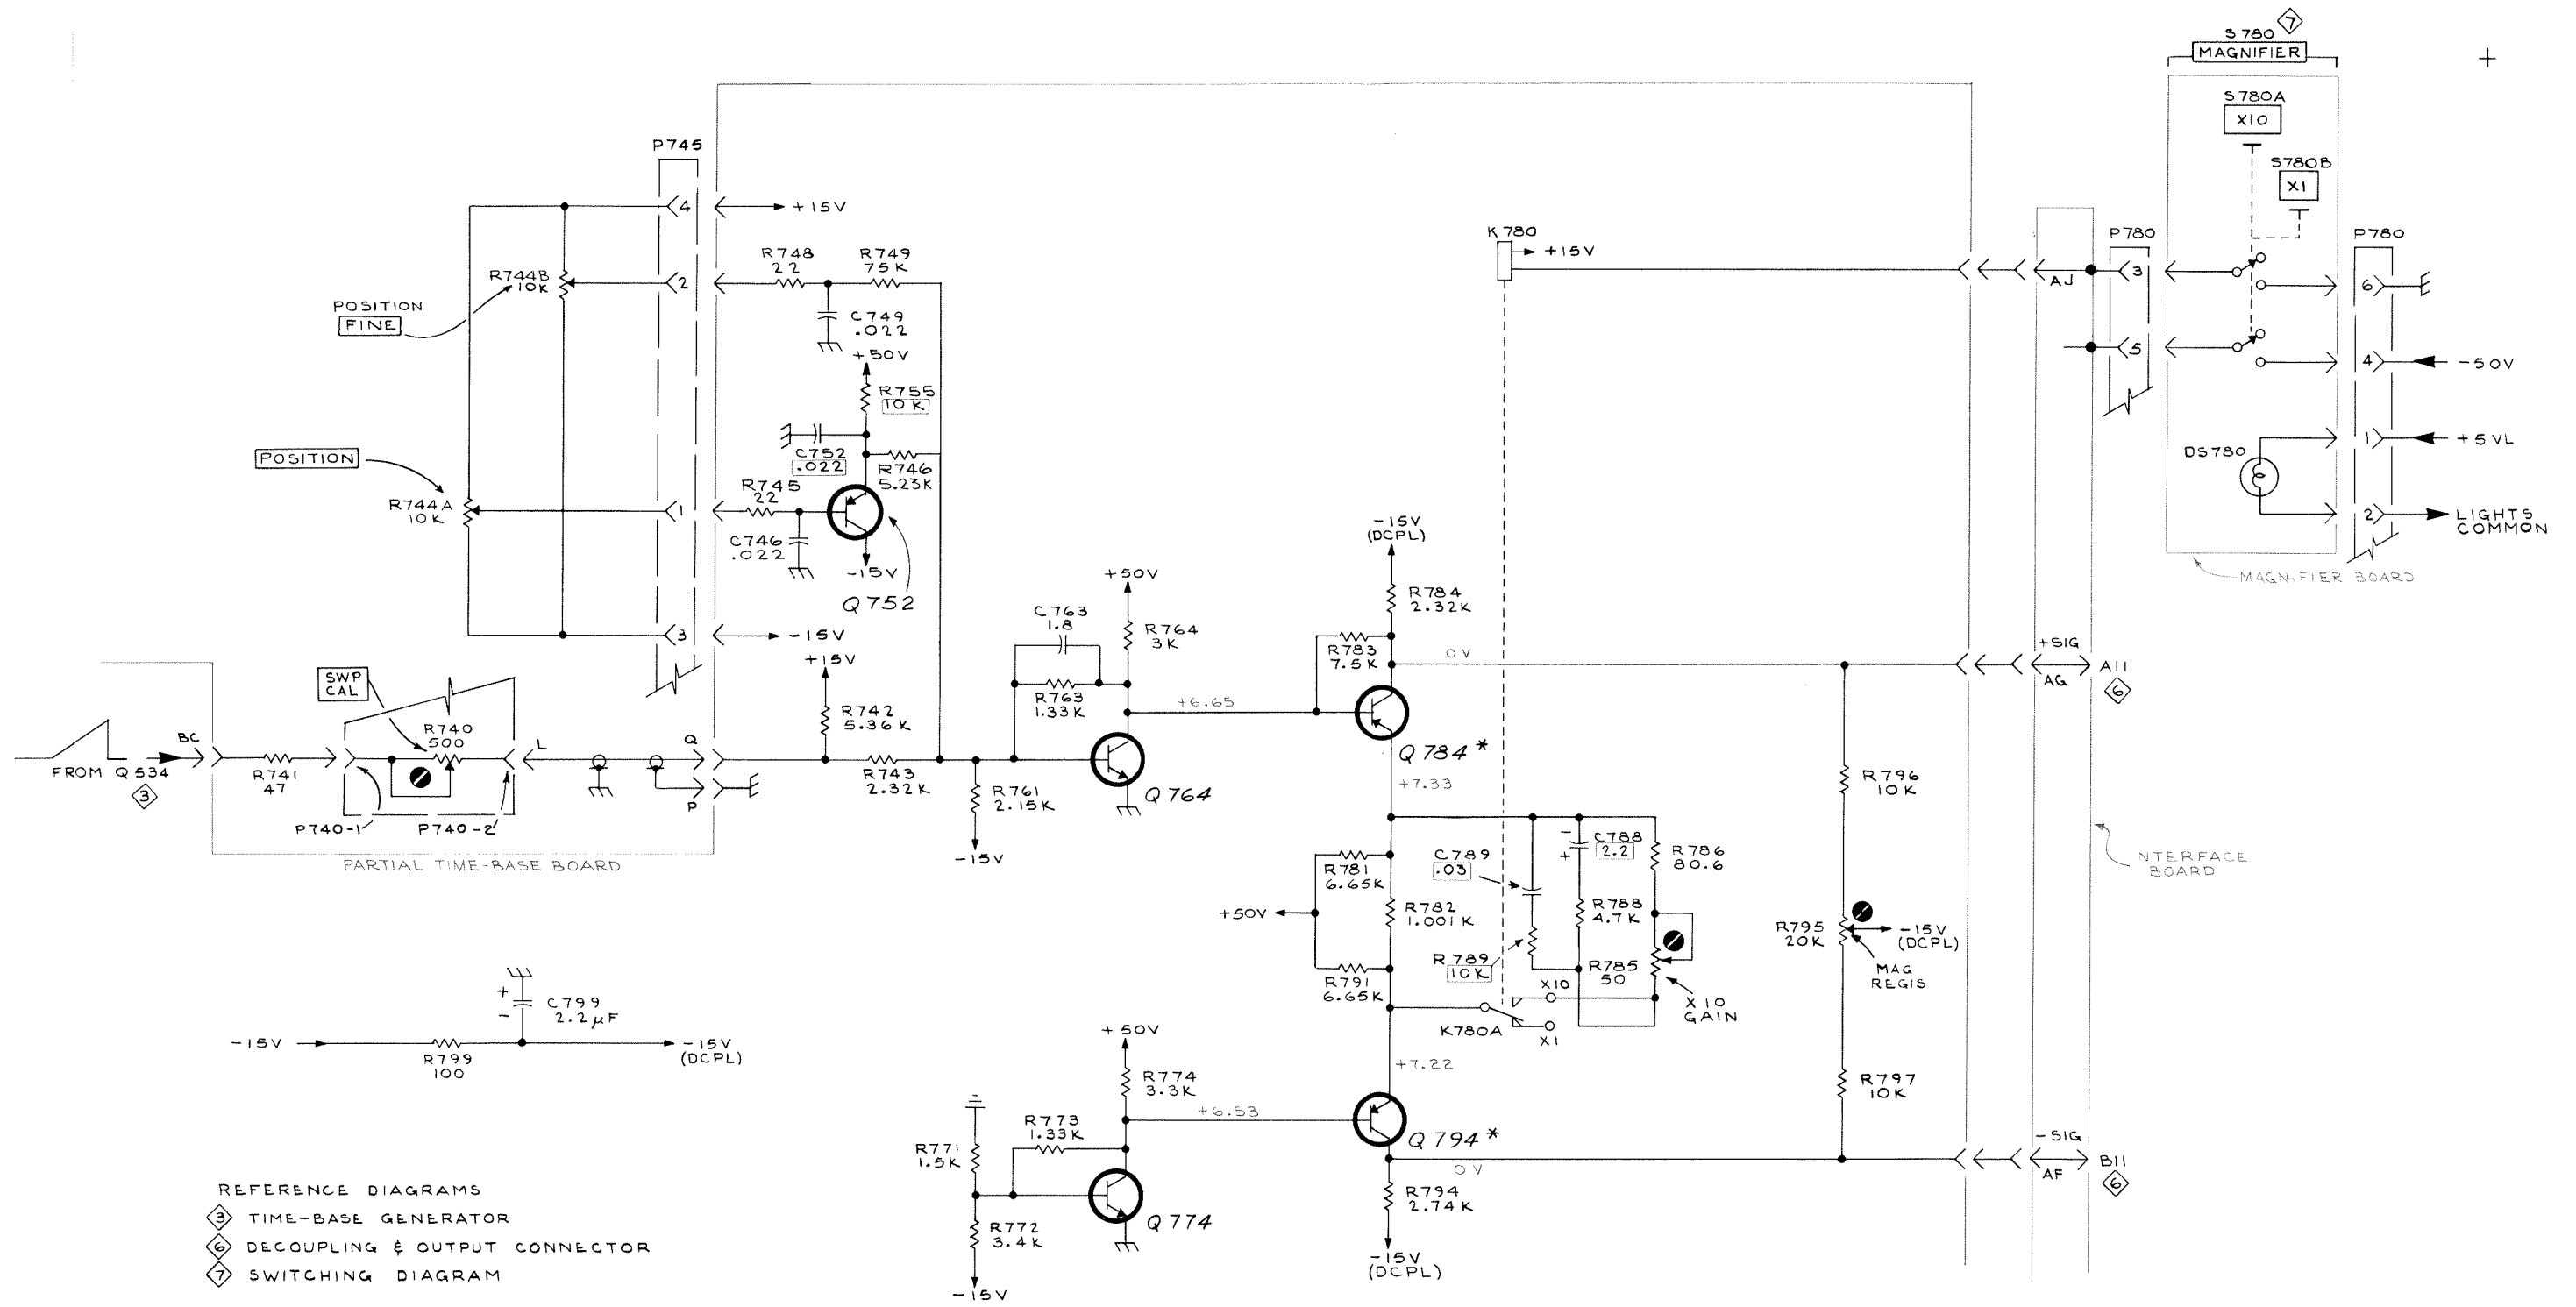 S 780
7
MAGNIFIER
S780A
X10
S780B
X1
P745
4
+15V
R744B
10K
2
R748
22
R749
75K
POSITION
FINE
C749
.022
+50V
R755
10K
C752
.022
R746
5.23K
POSITION
R744A
10K
1
R745
22
C746
.022
-15V
Q752
3
-15V
K780
+15V
AJ
P780
3
5
P780
6
4
-50V
1
+5VL
DS780
2
LIGHTS
COMMON
MAGNIFIER BOARD
-15V
(DCPL)
R784
2.32K
+50V
C763
1.8
R764
3K
R763
1.33K
R783
7.5K
0V
+SIG
AG
A11
6
+15V
SWP
CAL
R740
500
R742
5.36K
+6.65
Q784*
BC
FROM Q534
3
R741
47
L
Q
P
P740-1
P740-2
R743
2.32K
R761
2.15K
-15V
Q764
+7.33
R796
10K
PARTIAL TIME-BASE BOARD
C789
.03
C788
2.2
R786
80.6
NTERFACE
BOARD
R781
6.65K
+50V
R782
1.001K
R788
4.7K
R795
20K
-15V
(DCPL)
MAG
REGIS
R791
6.65K
R789
10K
R785
50
X10
X10
GAIN
K780A
X1
+
-
C799
2.2µF
-15V
R799
100
-15V
(DCPL)
+50V
R774
3.3K
+7.22
R797
10K
+6.53
Q794*
R773
1.33K
R771
1.5K
0V
-SIG
AF
B11
6
R794
2.74K
Q774
R772
3.4K
-15V
-15V
(DCPL)
REFERENCE DIAGRAMS
3 TIME-BASE GENERATOR
6 DECOUPLING & OUTPUT CONNECTOR
7 SWITCHING DIAGRAM